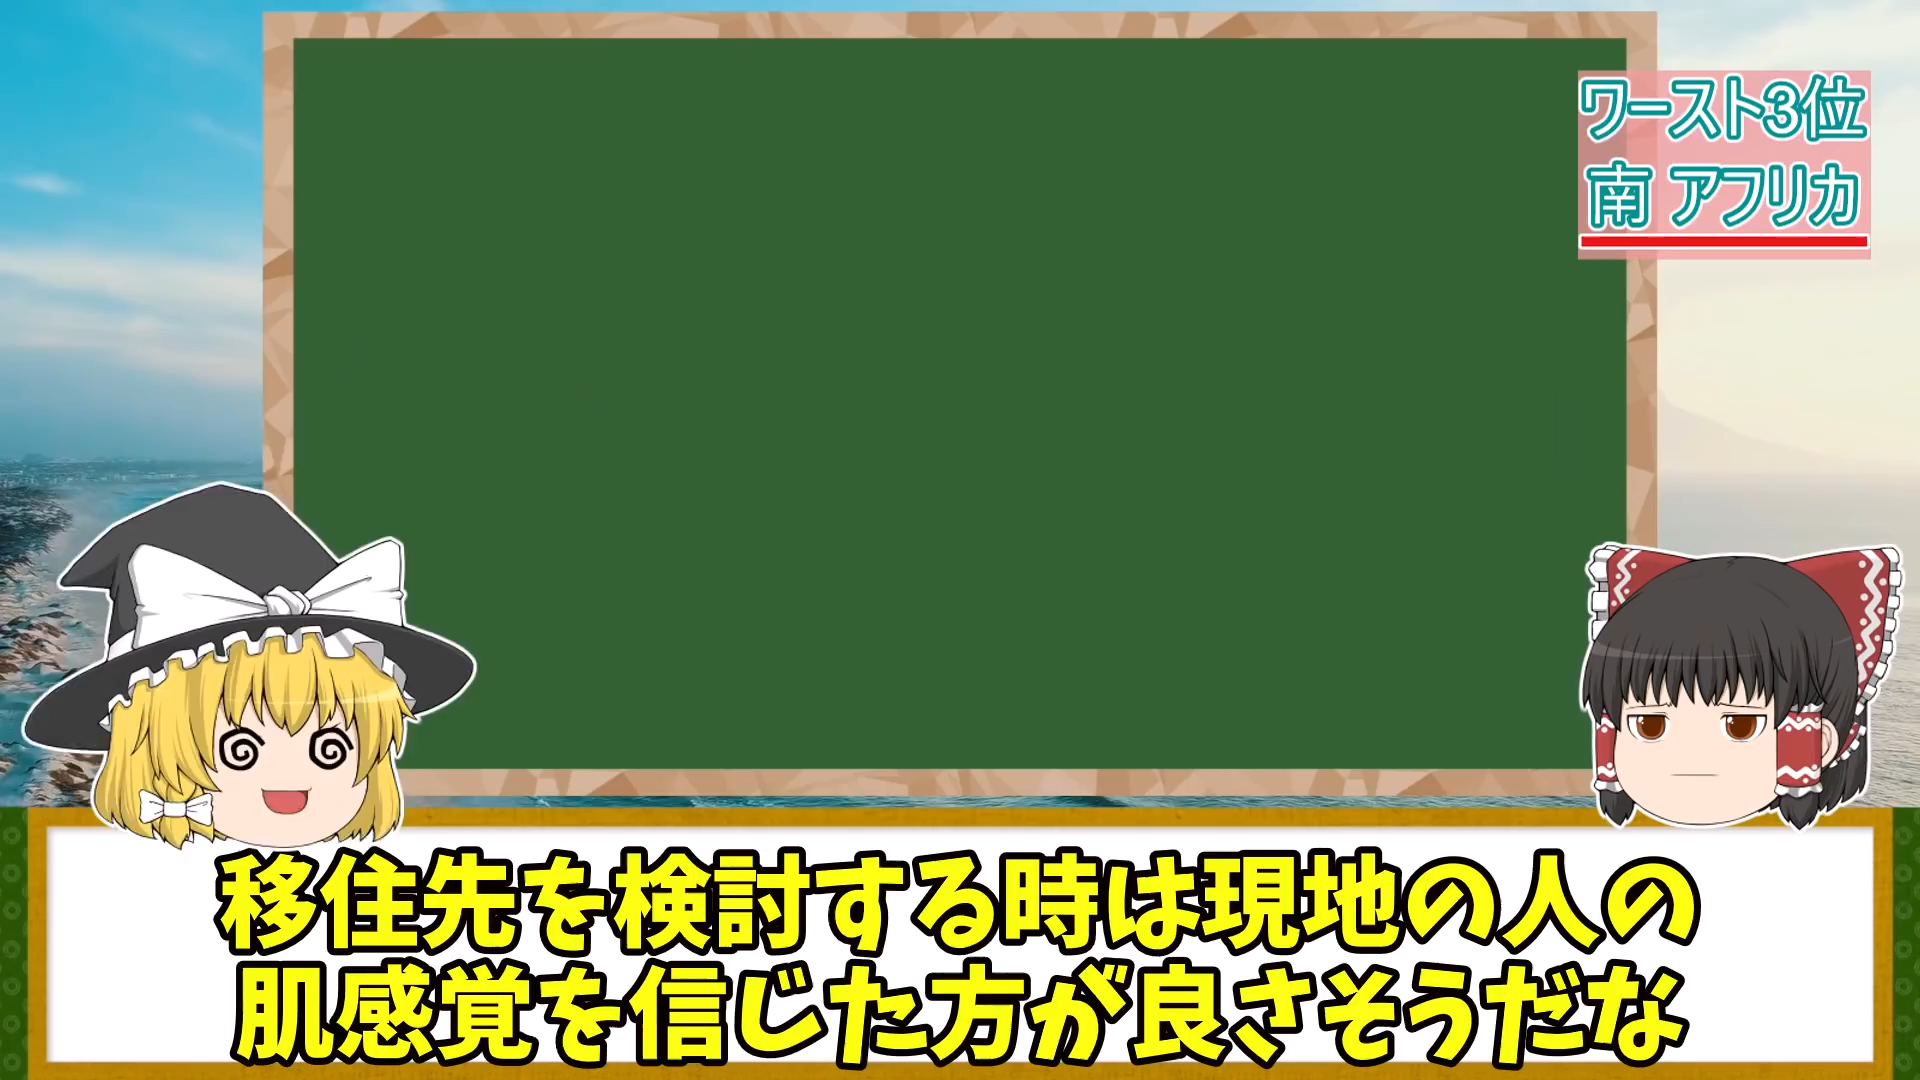 ワースト3位
南 アフリカ
移住先を検討する時は現地の人の
肌感覚を信じた方が良さそうだな